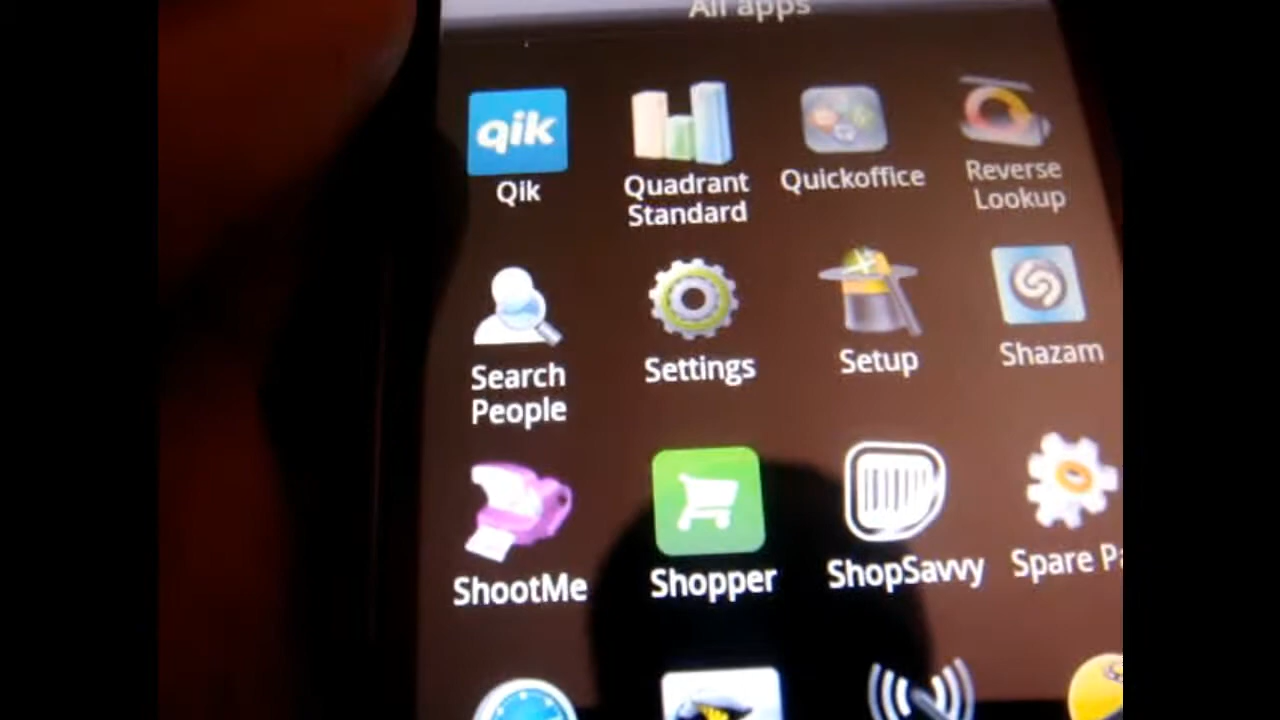 All apps
qik
Qik
Quadrant
Standard
Quickoffice
Reverse
Lookup
Search
People
Settings
Setup
Shazam
ShootMe
Shopper
ShopSavvy
Spare